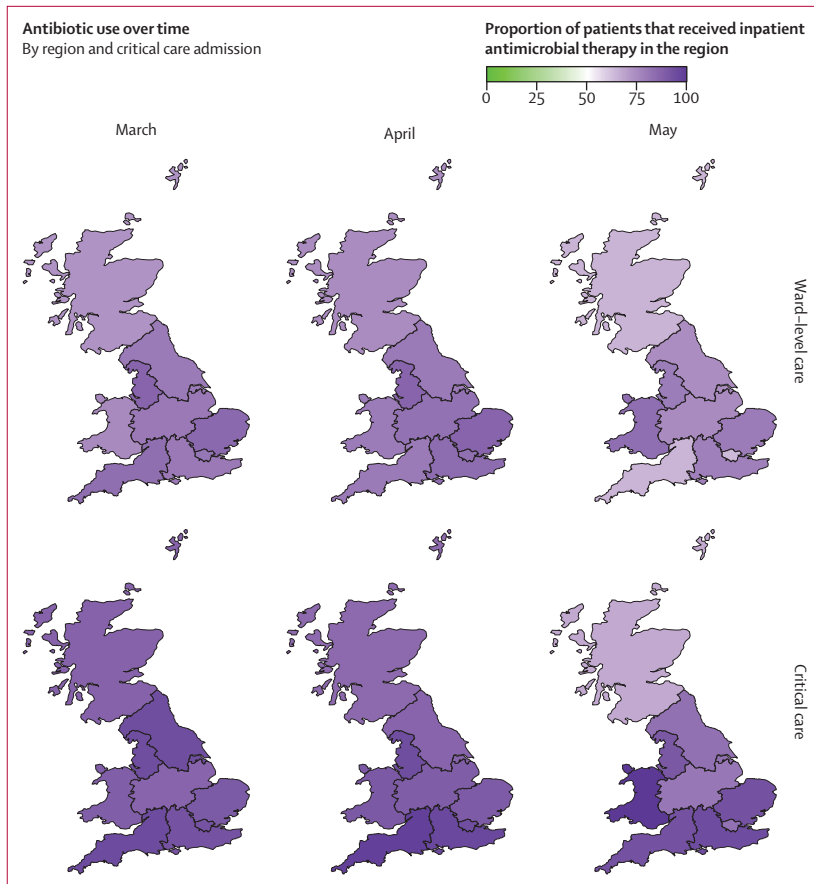 Antibiotic use over time
By region and critical care admission
Proportion of patients that received inpatient
antimicrobial therapy in the region
0 25 50 75 100
March
April
May
Ward–level care
Critical care